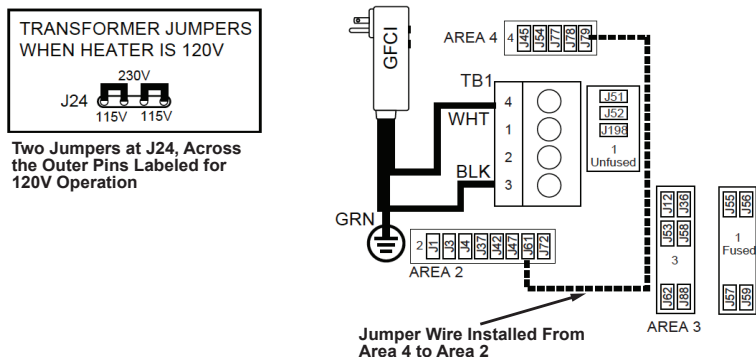 TRANSFORMER JUMPERS
WHEN HEATER IS 120V
230V
J24
115V 115V
Two Jumpers at J24, Across
the Outer Pins Labeled for
120V Operation
GFCI
AREA 4
4 J45 J54 J77 J78 J79
TB1
4
WHT
1
2
BLK
3
J51
J52
J198
1
Unfused
GRN
2 J1 J3 J4 J37 J42 J47 J61 J72
AREA 2
J12 J36
J53 J58
3
J62 J88
AREA 3
J55 J56
1
Fused
J57 J59
Jumper Wire Installed From
Area 4 to Area 2